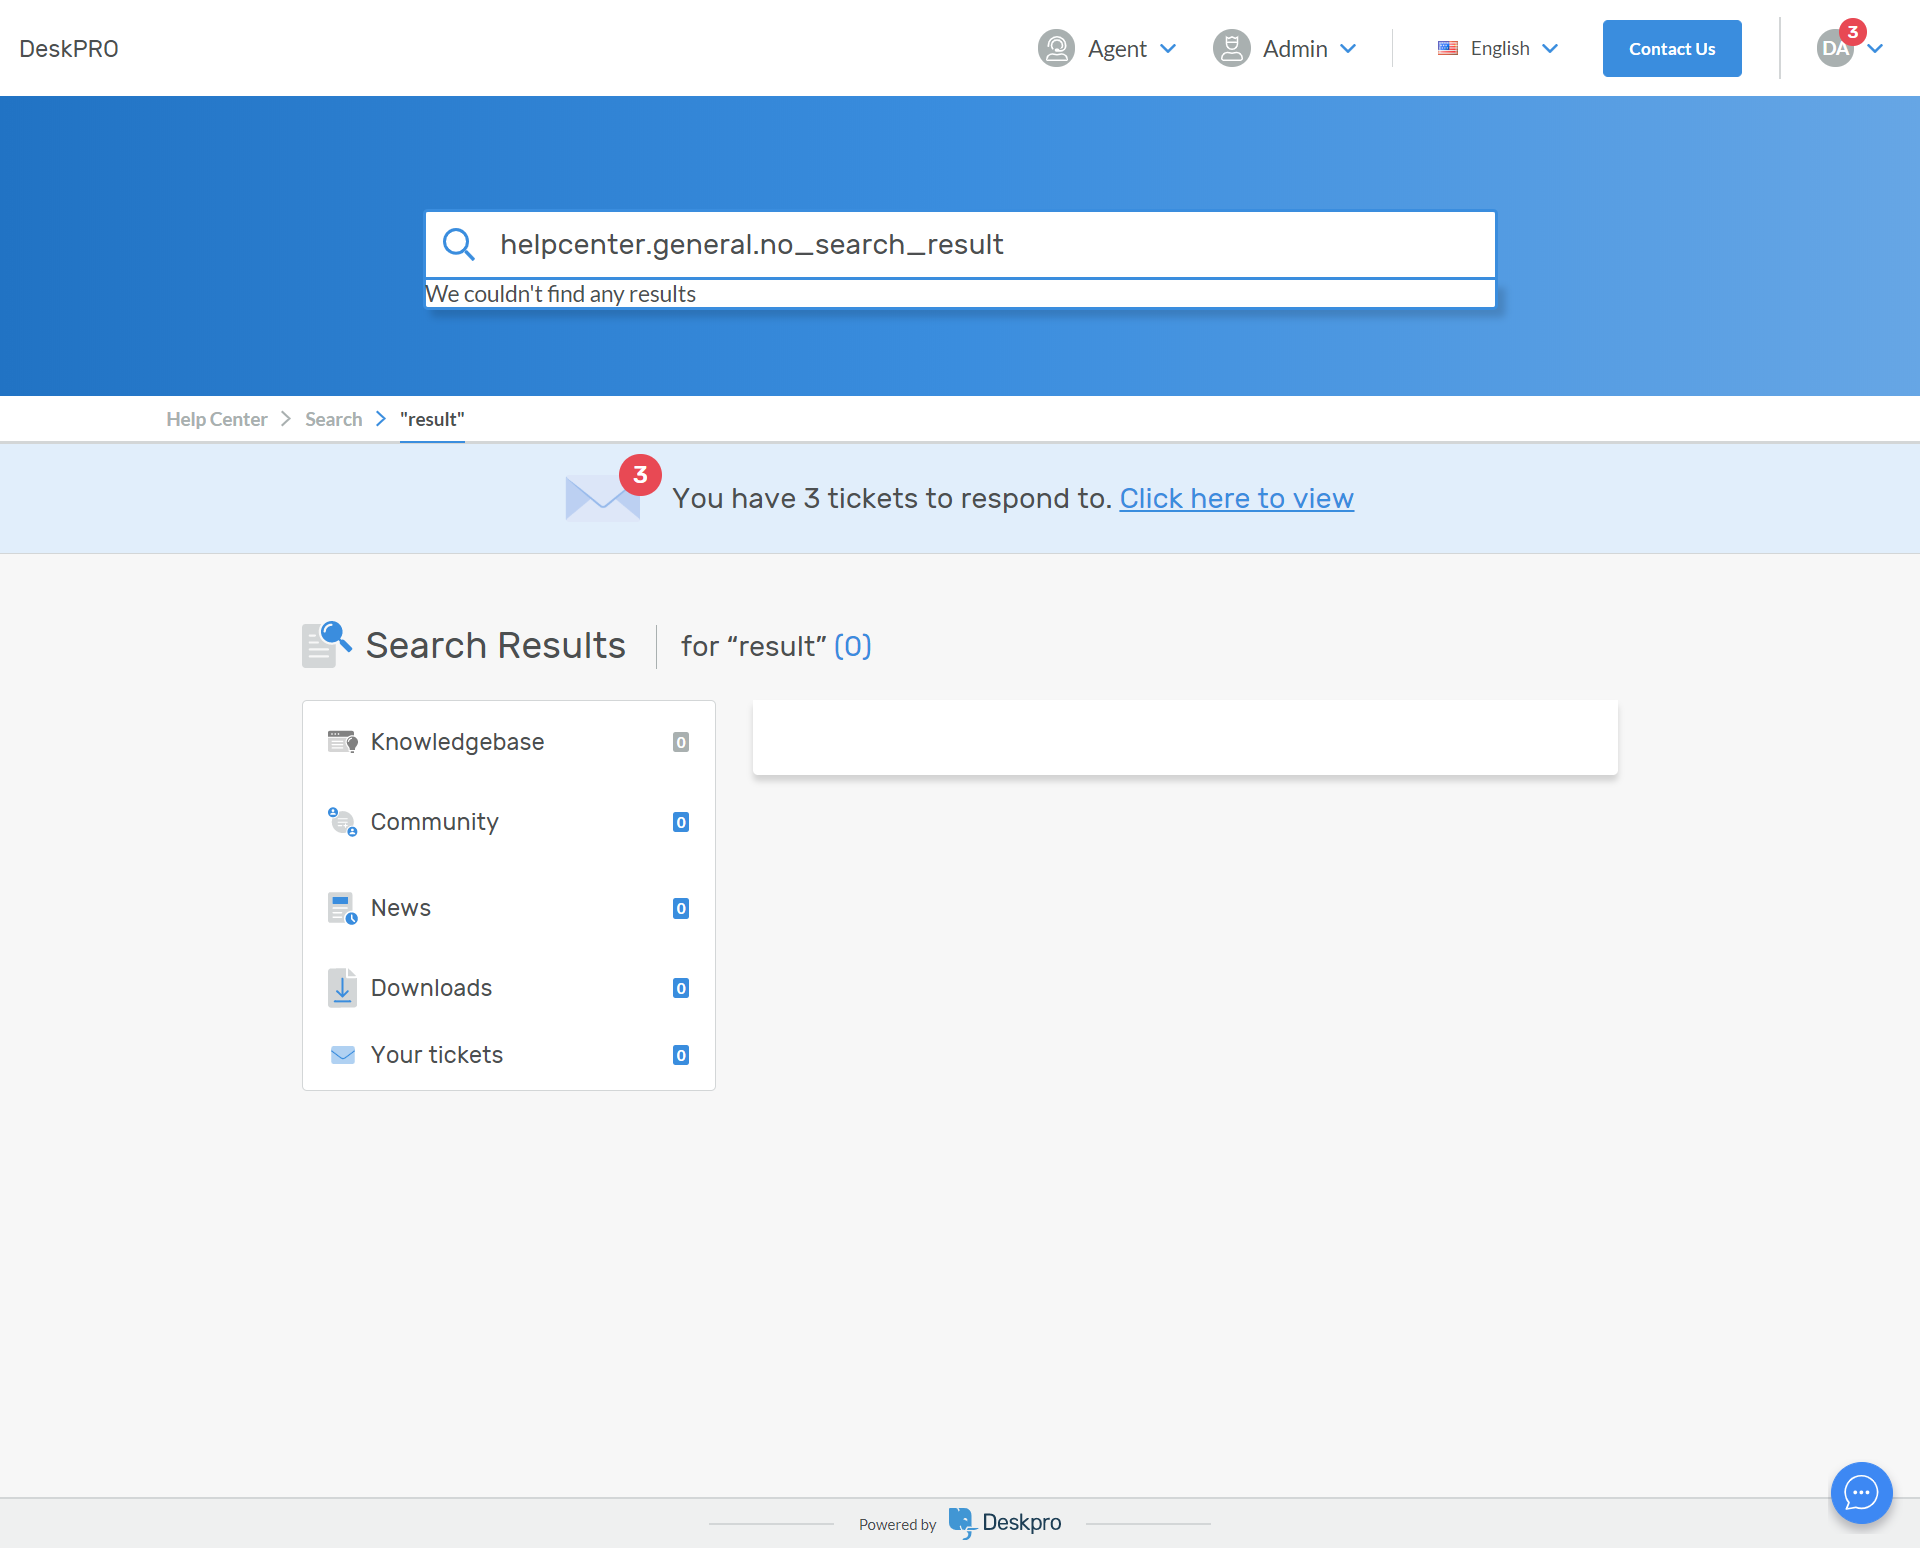 DeskPRO
Agent
Admin
English
Contact Us
DA
3
helpcenter.general.no_search_result
We couldn't find any results
Help Center
Search
"result"
3
You have 3 tickets to respond to. Click here to view
Search Results
for “result” (0)
Knowledgebase 0
Community 0
News 0
Downloads 0
Your tickets 0
Powered by Deskpro